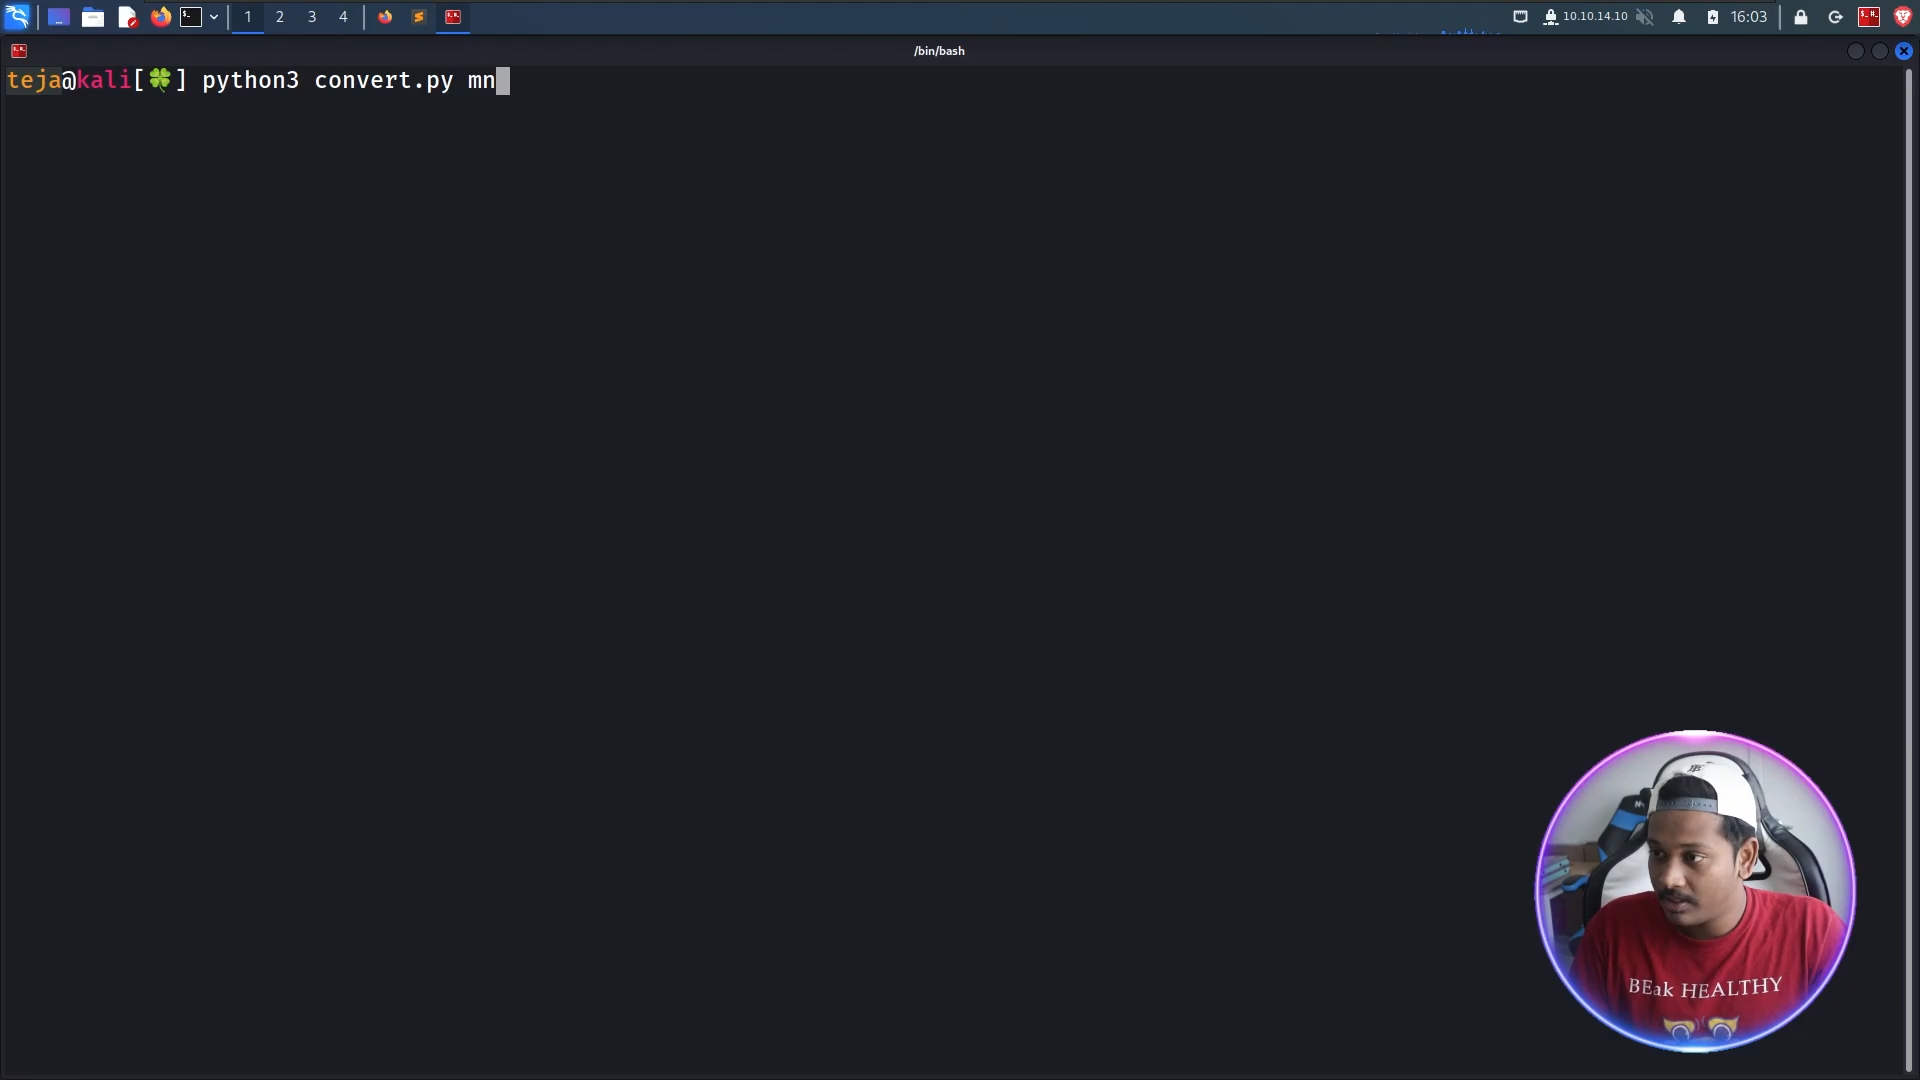 1 2 3 4
10.10.14.10
16:03
/bin/bash
teja@kali[🍀] python3 convert.py mn
BEak HEALTHY